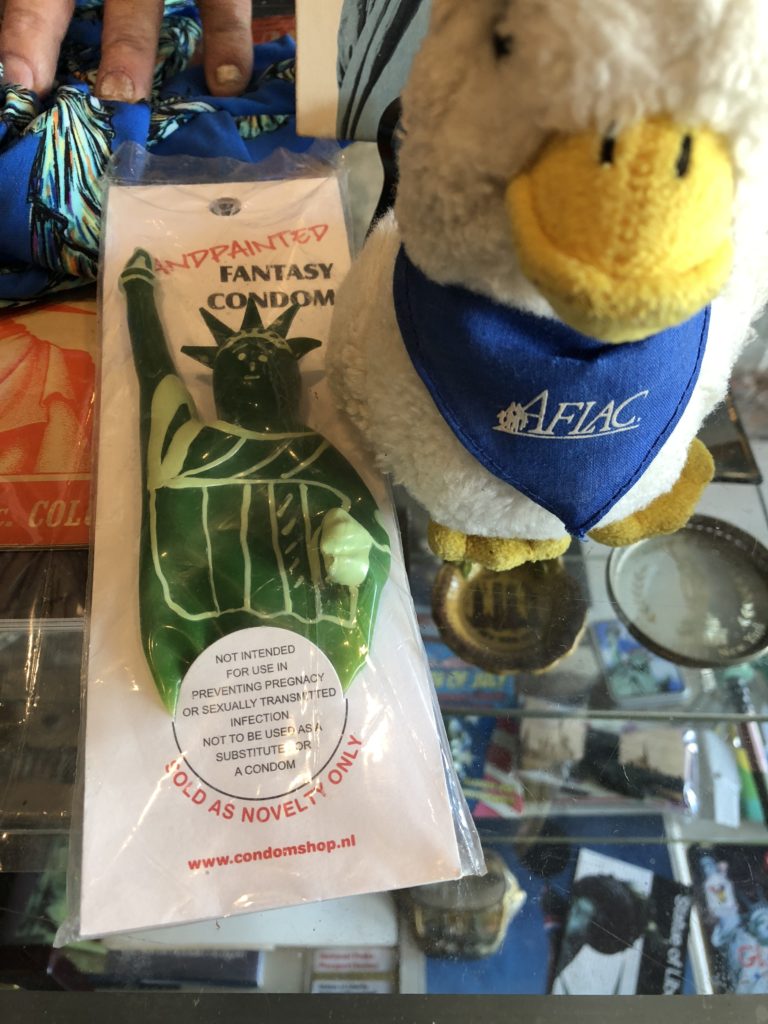 ANDPAINTED
FANTASY
CONDOM
AFLAC.
C. COL
NOT INTENDED
FOR USE IN
PREVENTING PREGNACY
OR SEXUALLY TRANSMITTED
INFECTION
NOT TO BE USED AS A
SUBSTITUTE FOR
A CONDOM
SOLD AS NOVELTY ONLY
www.condomshop.nl